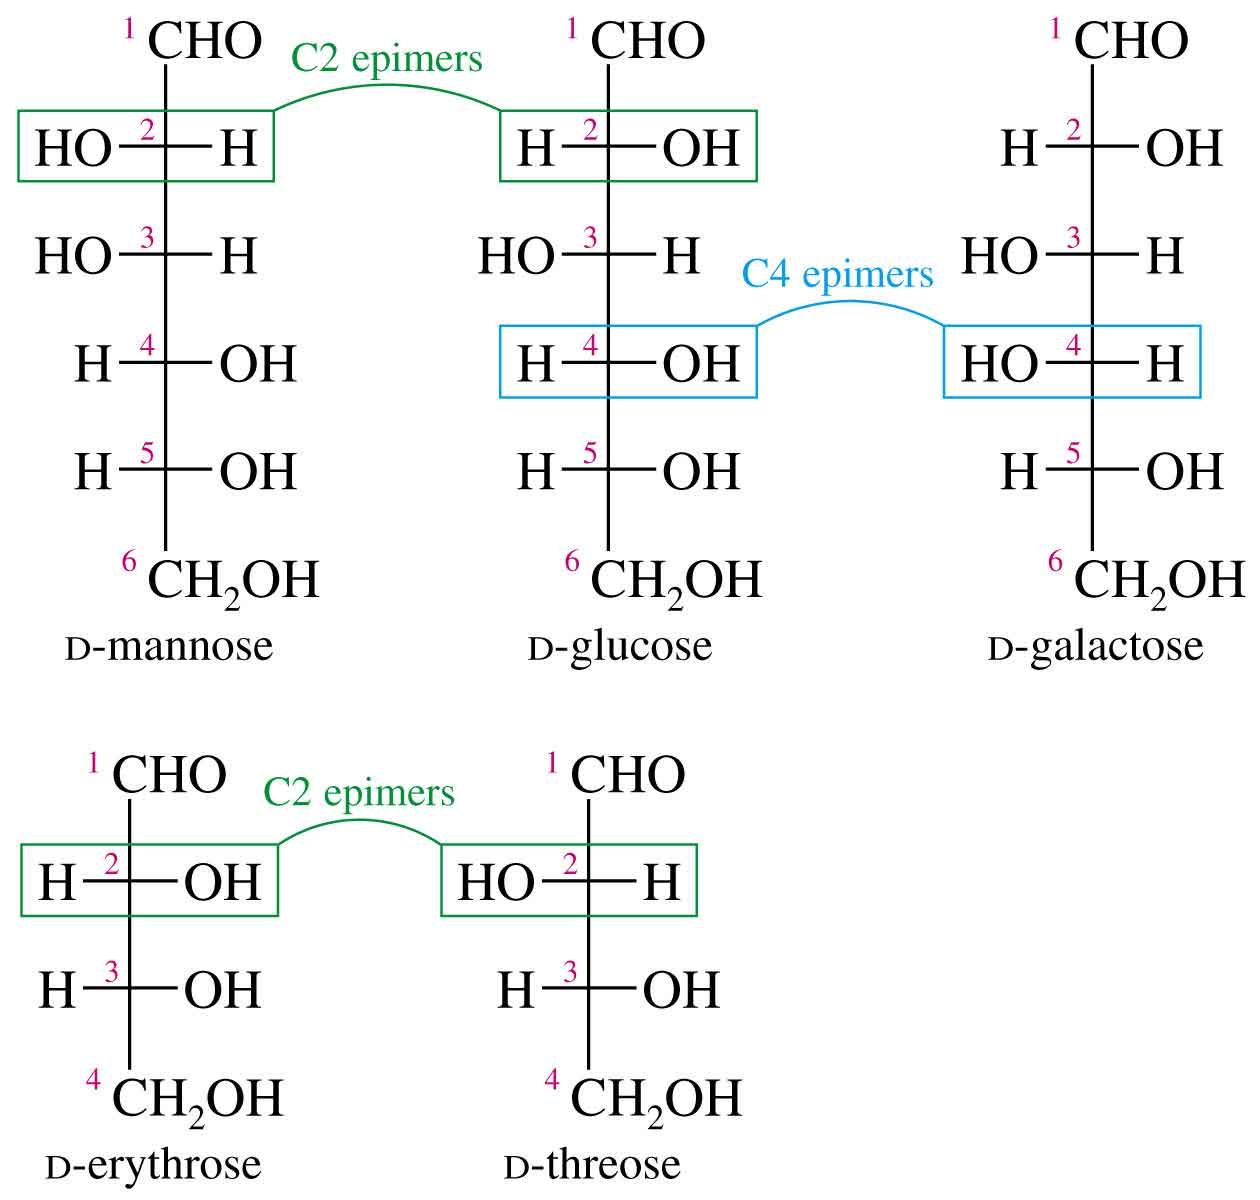 1 CHO 1 CHO 1 CHO
C2 epimers
HO 2 H H 2 OH H 2 OH
HO 3 H HO 3 H HO 3 H
C4 epimers
H 4 OH H 4 OH HO 4 H
H 5 OH H 5 OH H 5 OH
6 CH₂OH 6 CH₂OH 6 CH₂OH
D-mannose D-glucose D-galactose
1 CHO 1 CHO
C2 epimers
H 2 OH HO 2 H
H 3 OH H 3 OH
4 CH₂OH 4 CH₂OH
D-erythrose D-threose